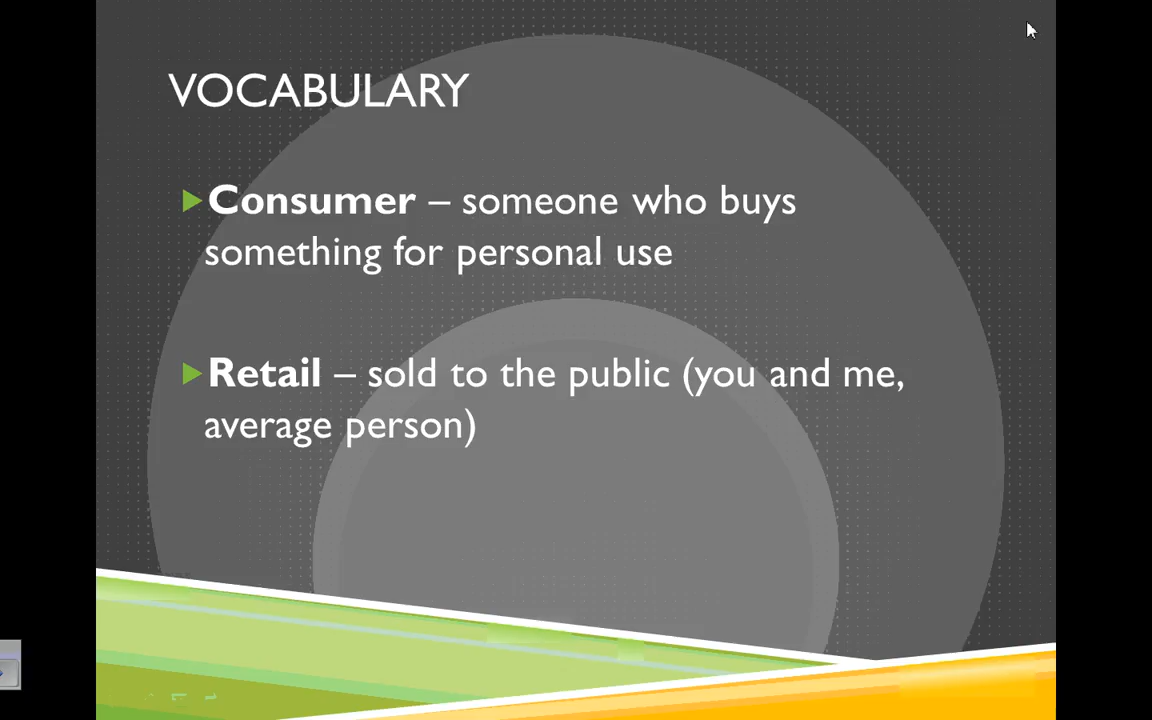 VOCABULARY
Consumer – someone who buys
something for personal use
Retail – sold to the public (you and me,
average person)